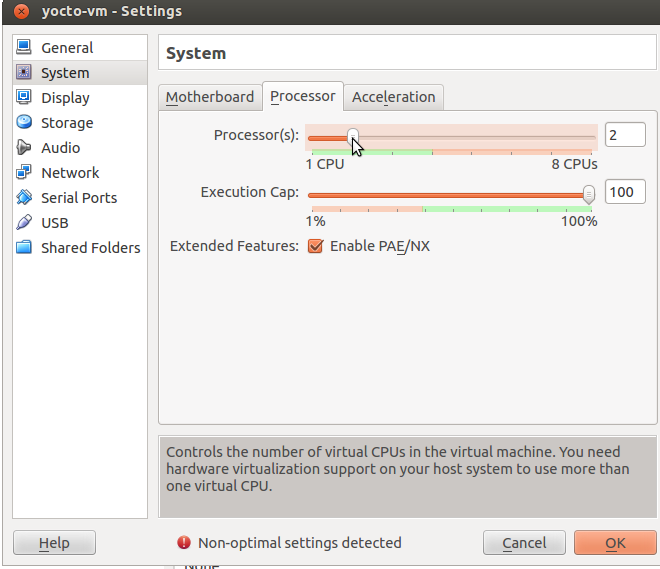 yocto-vm - Settings
General
System
Display
Storage
Audio
Network
Serial Ports
USB
Shared Folders
System
Motherboard Processor Acceleration
Processor(s): 2
1 CPU 8 CPUs
Execution Cap: 100
1% 100%
Extended Features: Enable PAE/NX
Controls the number of virtual CPUs in the virtual machine. You need
hardware virtualization support on your host system to use more than
one virtual CPU.
Help Non-optimal settings detected Cancel OK
None